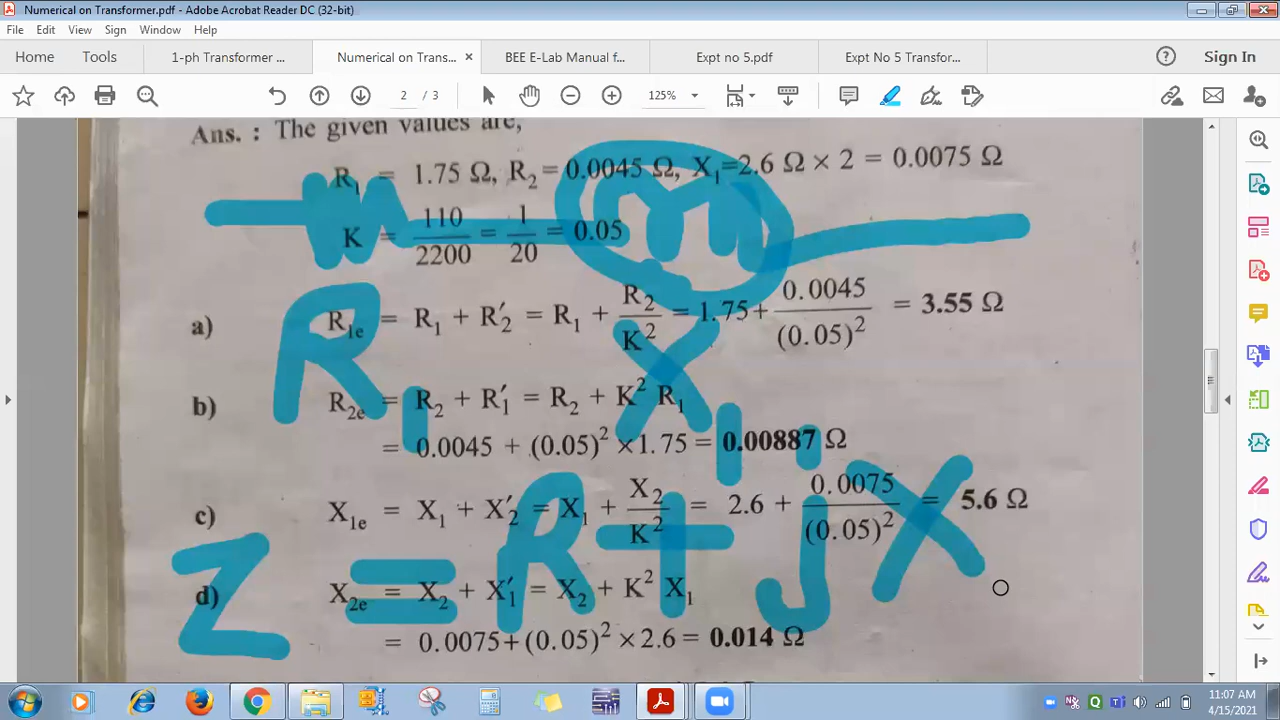 Numerical on Transformer.pdf - Adobe Acrobat Reader DC (32-bit)
File Edit View Sign Window Help
Home Tools 1-ph Transformer ... Numerical on Trans... × BEE E-Lab Manual f... Expt no 5.pdf Expt No 5 Transfor... Sign In
2 / 3 125%
Ans. : The given values are,
R₁ = 1.75 Ω, R₂ = 0.0045 Ω, X₁=2.6 Ω × 2 = 0.0075 Ω
K = 110/2200 = 1/20 = 0.05
a) R₁ₑ = R₁ + R₂′ = R₁ + R₂/K² = 1.75+ 0.0045/(0.05)² = 3.55 Ω
b) R₂ₑ = R₂ + R₁′ = R₂ + K² R₁
= 0.0045 + (0.05)² ×1.75 = 0.00887 Ω
c) X₁ₑ = X₁ + X₂′ = X₁ + X₂/K² = 2.6 + 0.0075/(0.05)² = 5.6 Ω
d) X₂ₑ = X₂ + X₁′ = X₂ + K² X₁
= 0.0075+(0.05)² ×2.6 = 0.014 Ω
R₁ X₁
Z = R + jX
11:07 AM
4/15/2021